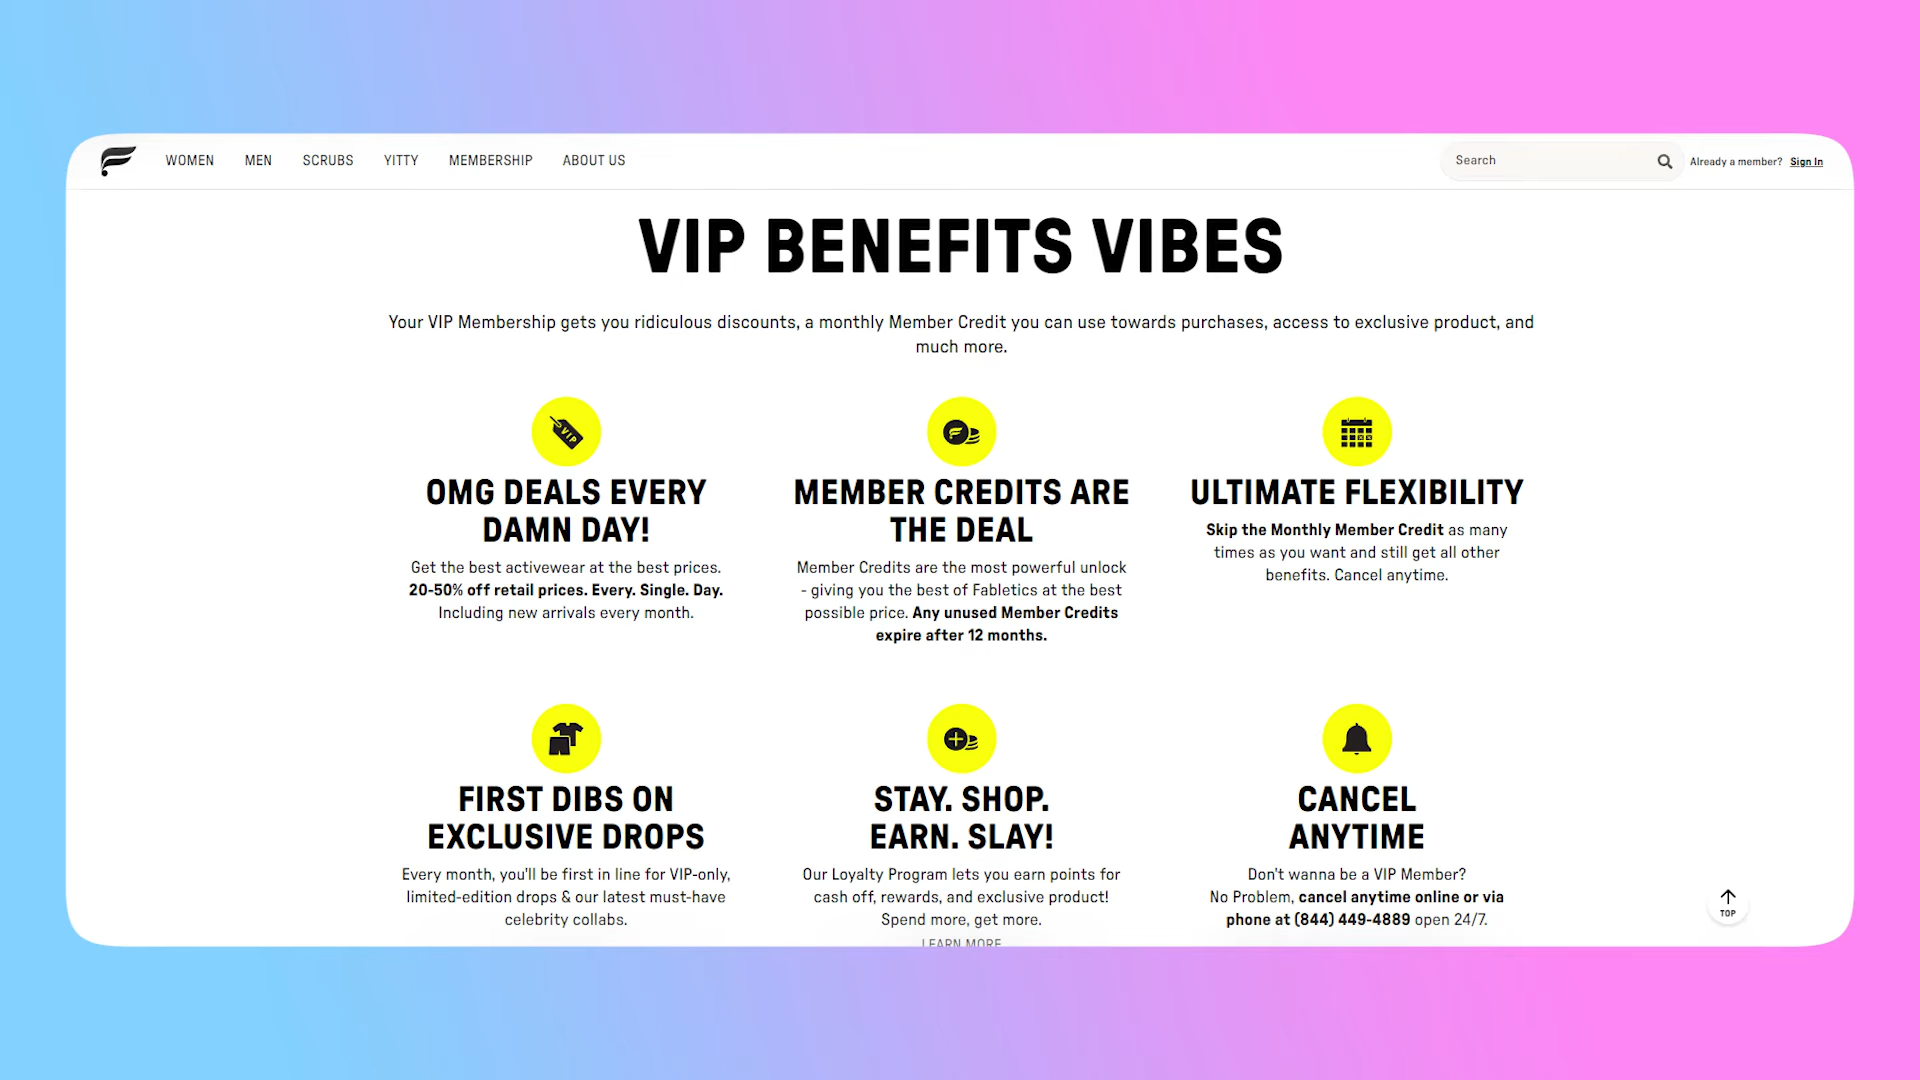 WOMEN MEN SCRUBS YITTY MEMBERSHIP ABOUT US Search Already a member? Sign In
VIP BENEFITS VIBES
Your VIP Membership gets you ridiculous discounts, a monthly Member Credit you can use towards purchases, access to exclusive product, and
much more.
VIP
OMG DEALS EVERY
DAMN DAY!
Get the best activewear at the best prices.
20-50% off retail prices. Every. Single. Day.
Including new arrivals every month.
MEMBER CREDITS ARE
THE DEAL
Member Credits are the most powerful unlock
- giving you the best of Fabletics at the best
possible price. Any unused Member Credits
expire after 12 months.
ULTIMATE FLEXIBILITY
Skip the Monthly Member Credit as many
times as you want and still get all other
benefits. Cancel anytime.
FIRST DIBS ON
EXCLUSIVE DROPS
Every month, you'll be first in line for VIP-only,
limited-edition drops & our latest must-have
celebrity collabs.
STAY. SHOP.
EARN. SLAY!
Our Loyalty Program lets you earn points for
cash off, rewards, and exclusive product!
Spend more, get more.
LEARN MORE
CANCEL
ANYTIME
Don't wanna be a VIP Member?
No Problem, cancel anytime online or via
phone at (844) 449-4889 open 24/7.
TOP